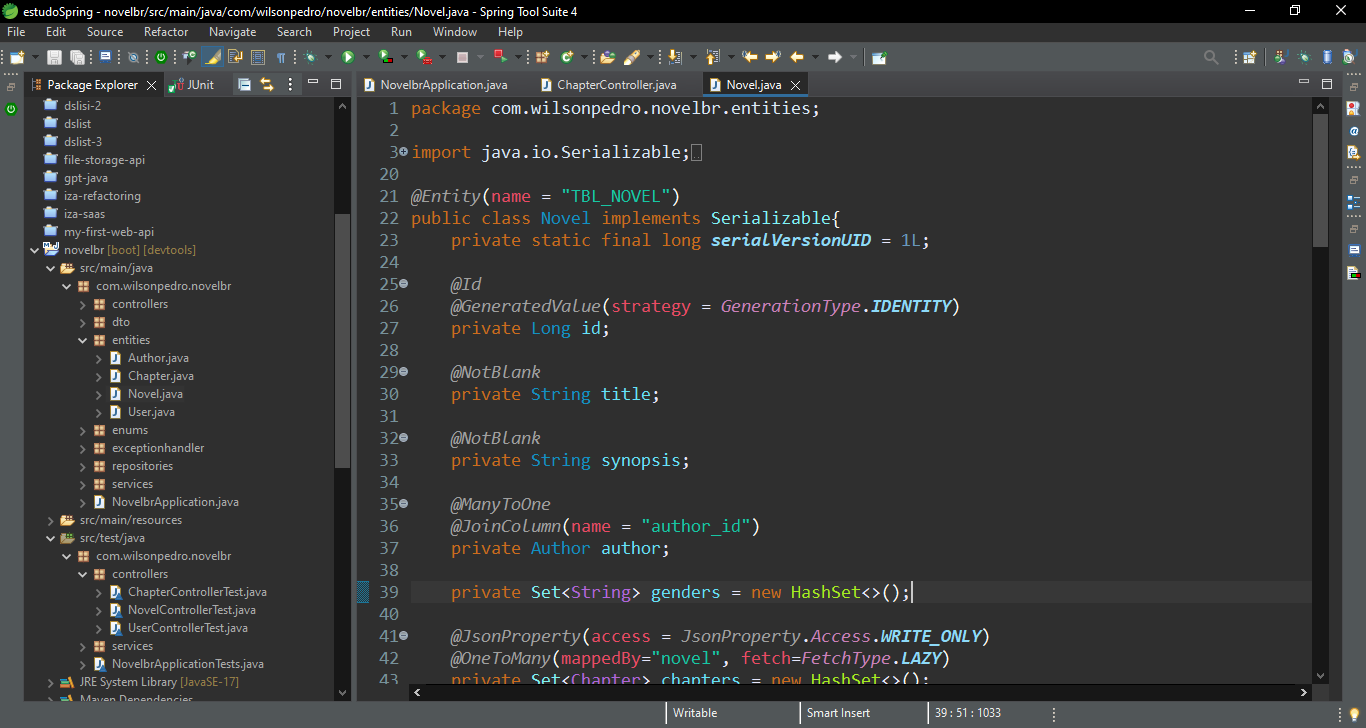 estudoSpring - novelbr/src/main/java/com/wilsonpedro/novelbr/entities/Novel.java - Spring Tool Suite 4
File Edit Source Refactor Navigate Search Project Run Window Help
Package Explorer JUnit
dslisi-2
dslist
dslist-3
file-storage-api
gpt-java
iza-refactoring
iza-saas
my-first-web-api
novelbr [boot] [devtools]
src/main/java
com.wilsonpedro.novelbr
controllers
dto
entities
Author.java
Chapter.java
Novel.java
User.java
enums
exceptionhandler
repositories
services
NovelbrApplication.java
src/main/resources
src/test/java
com.wilsonpedro.novelbr
controllers
ChapterControllerTest.java
NovelControllerTest.java
UserControllerTest.java
services
NovelbrApplicationTests.java
JRE System Library [JavaSE-17]
Maven Dependencies
NovelbrApplication.java ChapterController.java Novel.java
1 package com.wilsonpedro.novelbr.entities;
2
3 import java.io.Serializable;
20
21 @Entity(name = "TBL_NOVEL")
22 public class Novel implements Serializable{
23 private static final long serialVersionUID = 1L;
24
25 @Id
26 @GeneratedValue(strategy = GenerationType.IDENTITY)
27 private Long id;
28
29 @NotBlank
30 private String title;
31
32 @NotBlank
33 private String synopsis;
34
35 @ManyToOne
36 @JoinColumn(name = "author_id")
37 private Author author;
38
39 private Set<String> genders = new HashSet<>();
40
41 @JsonProperty(access = JsonProperty.Access.WRITE_ONLY)
42 @OneToMany(mappedBy="novel", fetch=FetchType.LAZY)
43 private Set<Chapter> chapters = new HashSet<>();
Writable Smart Insert 39 : 51 : 1033